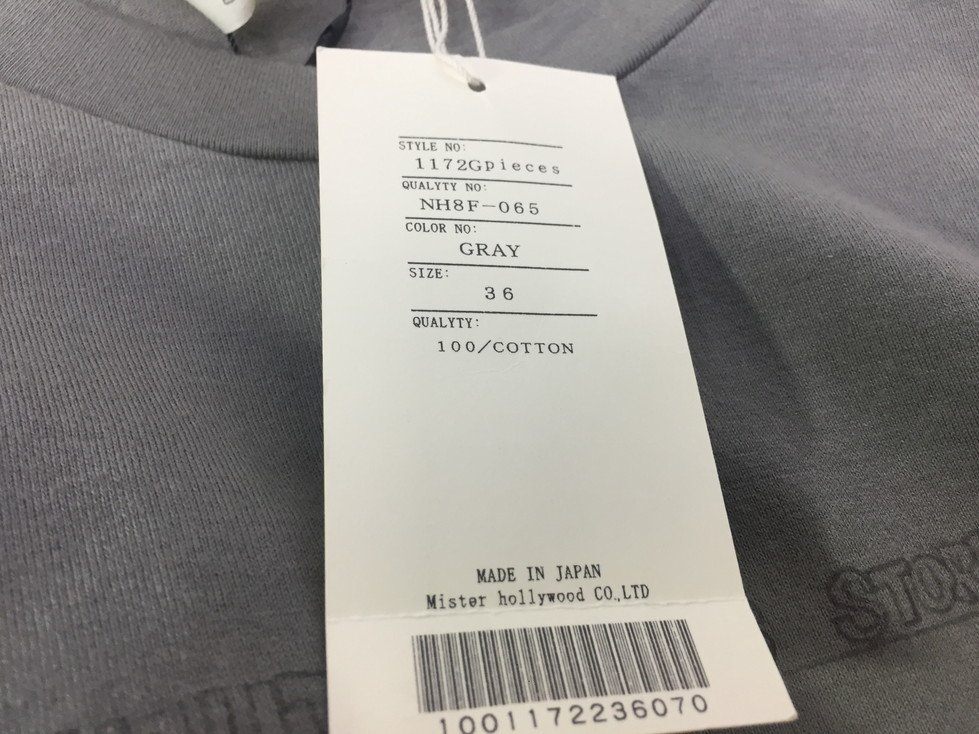 STYLE NO:
1172Gpieces
QUALYTY NO:
NH8F-065
COLOR NO:
GRAY
SIZE:
36
QUALYTY:
100/COTTON
MADE IN JAPAN
Mister hollywood CO.,LTD
1001172236070